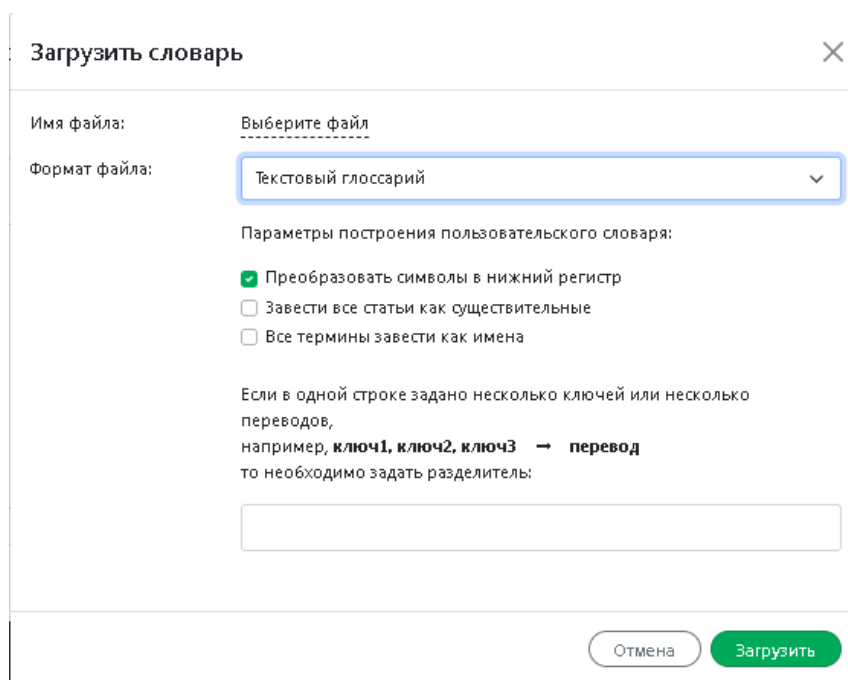 Загрузить словарь
Имя файла: Выберите файл
Формат файла: Текстовый глоссарий
Параметры построения пользовательского словаря:
Преобразовать символы в нижний регистр
Завести все статьи как существительные
Все термины завести как имена
Если в одной строке задано несколько ключей или несколько
переводов,
например, ключ1, ключ2, ключ3 → перевод
то необходимо задать разделитель:
Отмена Загрузить